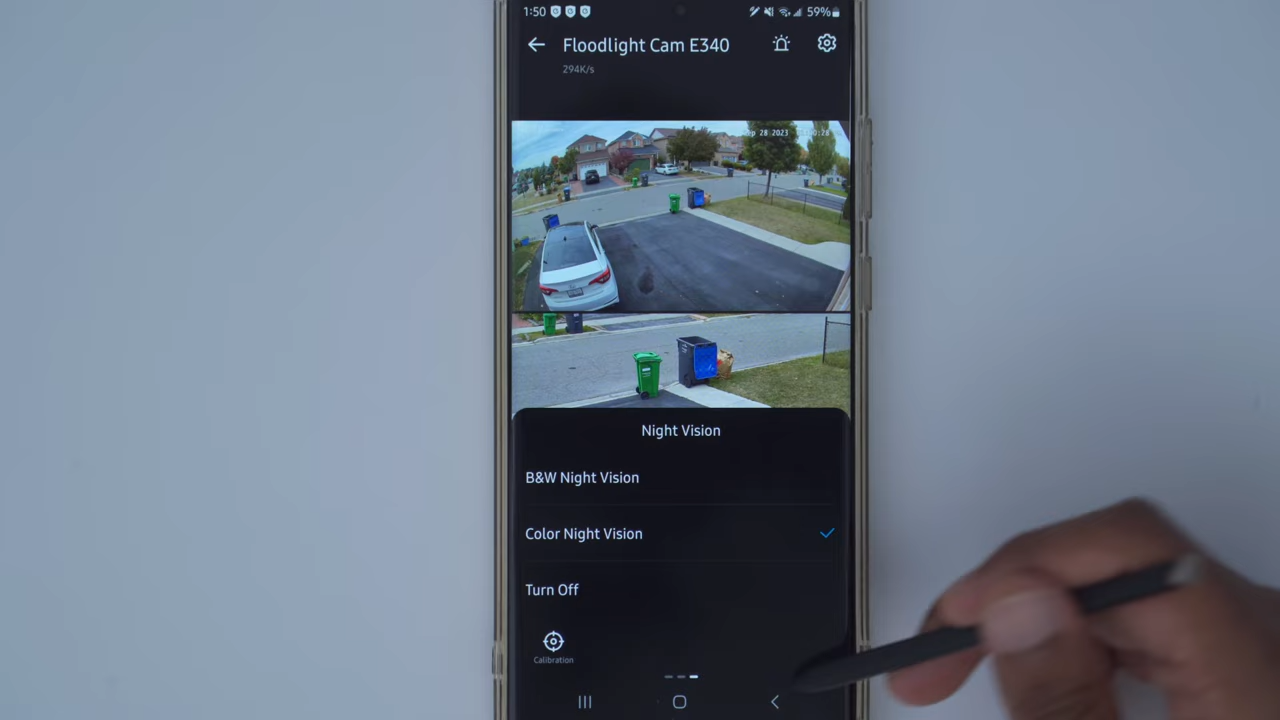 1:50 59%
Floodlight Cam E340
294K/s
Sep 28 2023
Night Vision
B&W Night Vision
Color Night Vision
Turn Off
Calibration